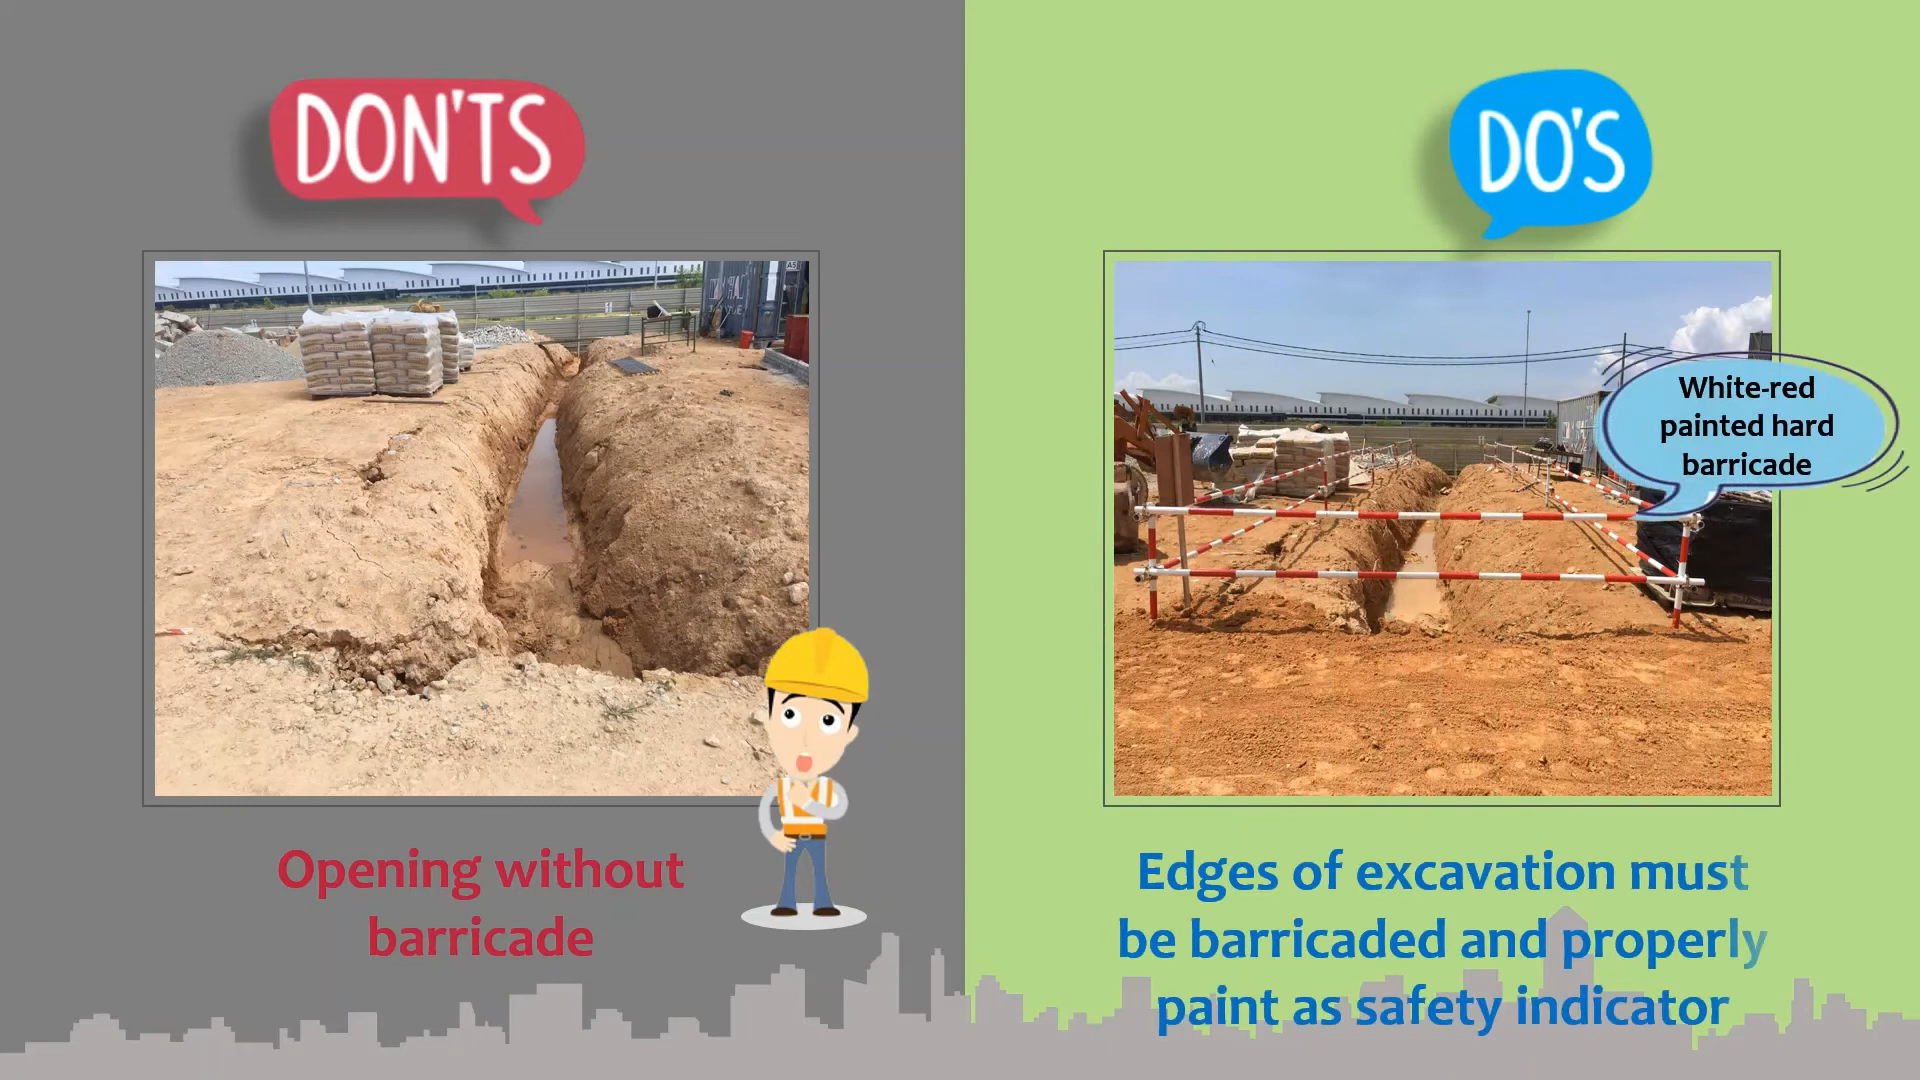 DON'TS
Opening without
barricade
DO'S
White-red
painted hard
barricade
Edges of excavation must
be barricaded and properly
paint as safety indicator